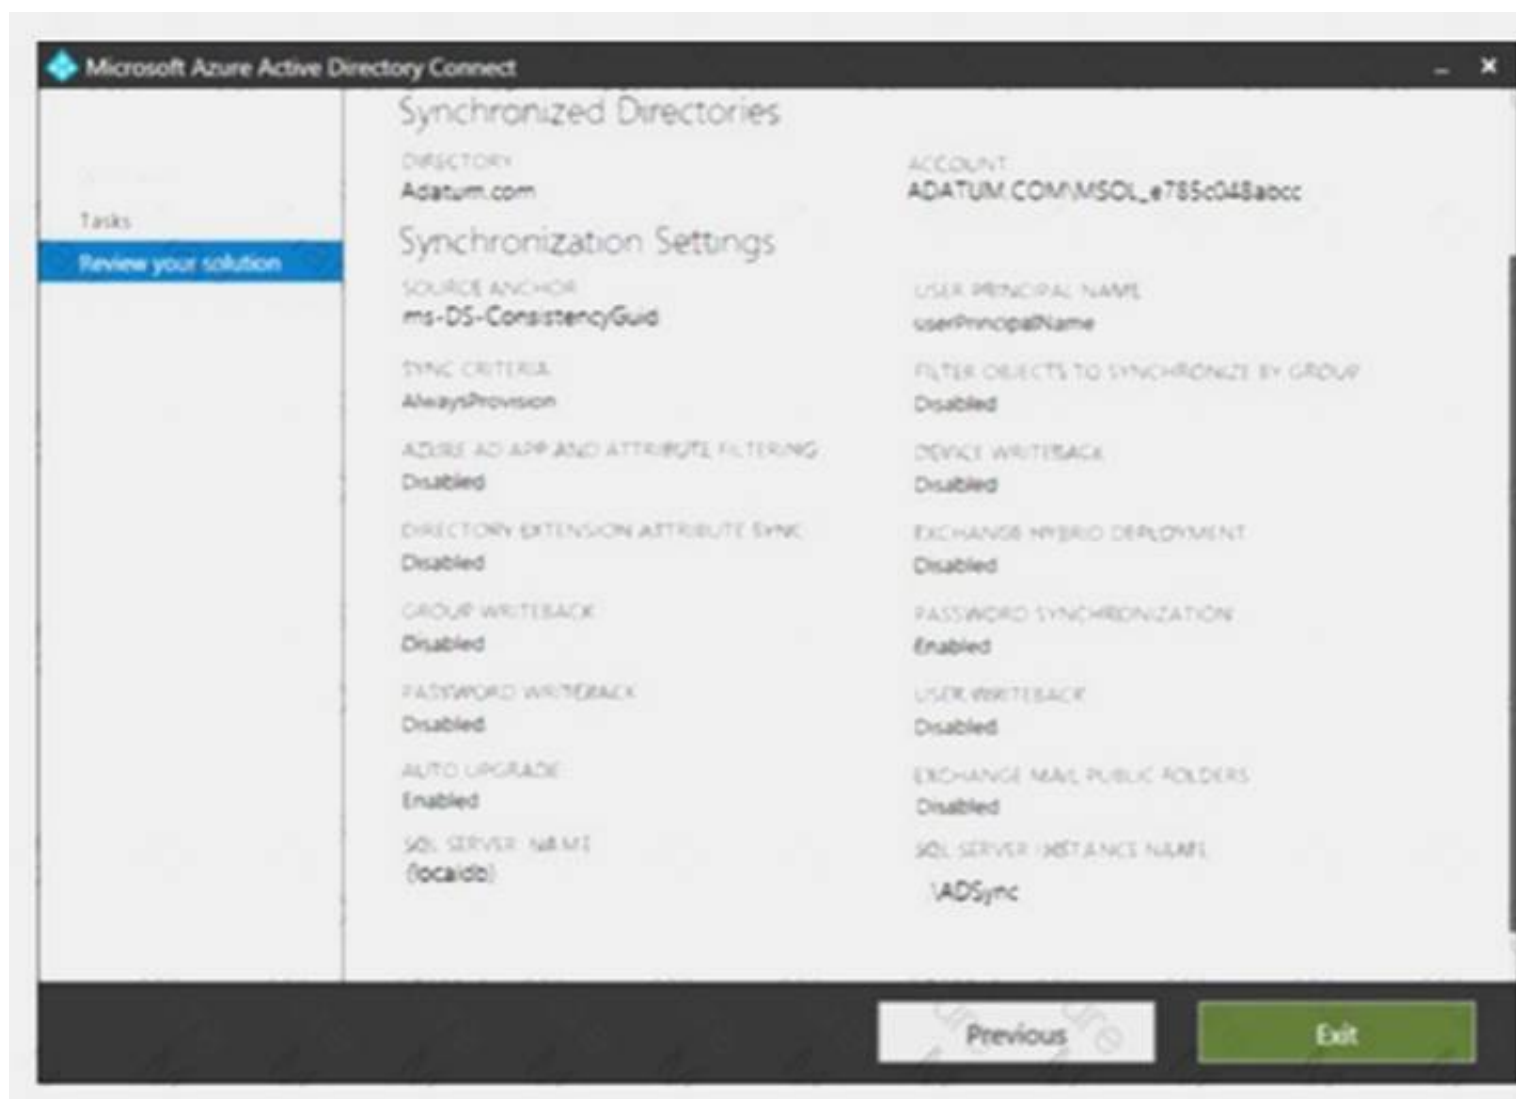 Microsoft Azure Active Directory Connect
Synchronized Directories
DIRECTORY
Adatum.com
ACCOUNT
ADATUM.COM\MSOL_e785c048abcc
Tasks
Review your solution
Synchronization Settings
SOURCE ANCHOR
ms-DS-ConsistencyGuid
USER PRINCIPAL NAME
userPrincipalName
SYNC CRITERIA
AlwaysProvision
FILTER OBJECTS TO SYNCHRONIZE BY GROUP
Disabled
AZURE AD APP AND ATTRIBUTE FILTERING
Disabled
DEVICE WRITEBACK
Disabled
DIRECTORY EXTENSION ATTRIBUTE SYNC
Disabled
EXCHANGE HYBRID DEPLOYMENT
Disabled
GROUP WRITEBACK
Disabled
PASSWORD SYNCHRONIZATION
Enabled
PASSWORD WRITEBACK
Disabled
USER WRITEBACK
Disabled
AUTO UPGRADE
Enabled
EXCHANGE MAIL PUBLIC FOLDERS
Disabled
SQL SERVER NAME
(localdb)
SQL SERVER INSTANCE NAME
\ADSync
Previous
Exit